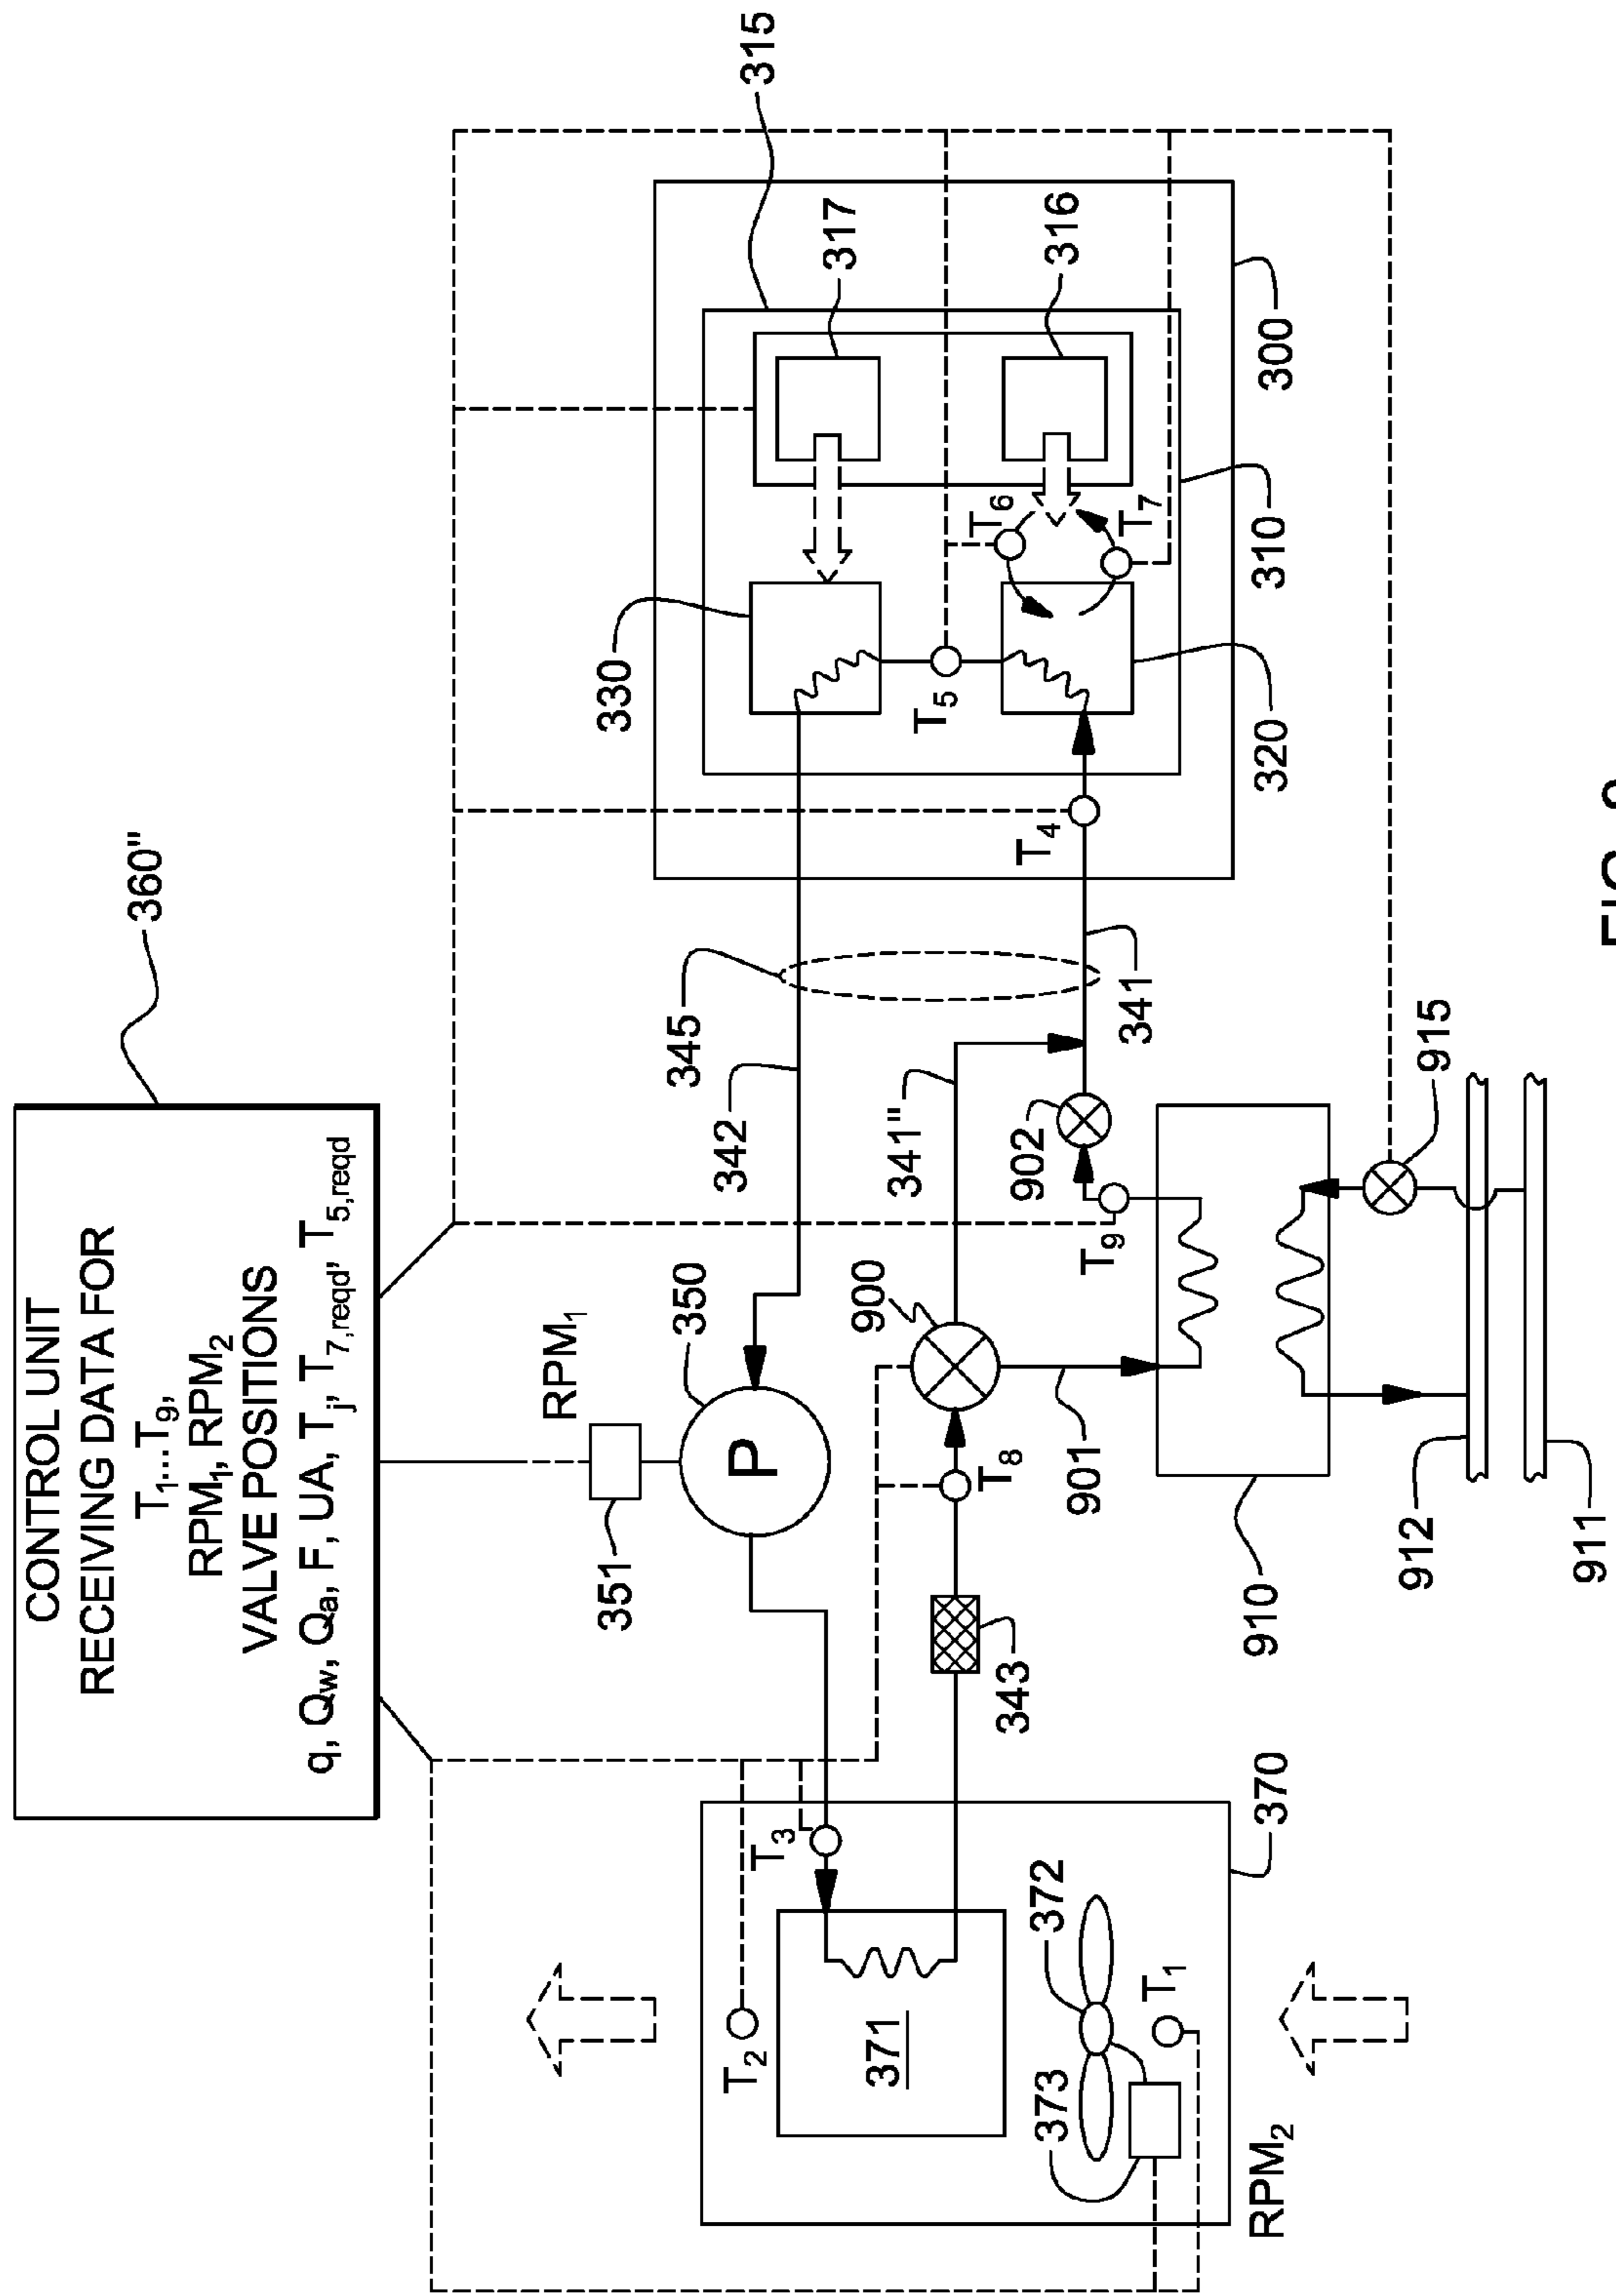 CONTROL UNIT
RECEIVING DATA FOR
T1...T9,
RPM1, RPM2
VALVE POSITIONS
q, Qw, Qa, F, UA, Tj, T7,reqd, T5,reqd
360"
315
317
316
300
310
330
T5
T6
T7
320
T4
345
342
341
341"
902
T9
915
RPM1
350
351
P
900
T8
901
343
910
912
911
T3
T2
371
372
373
T1
370
RPM2